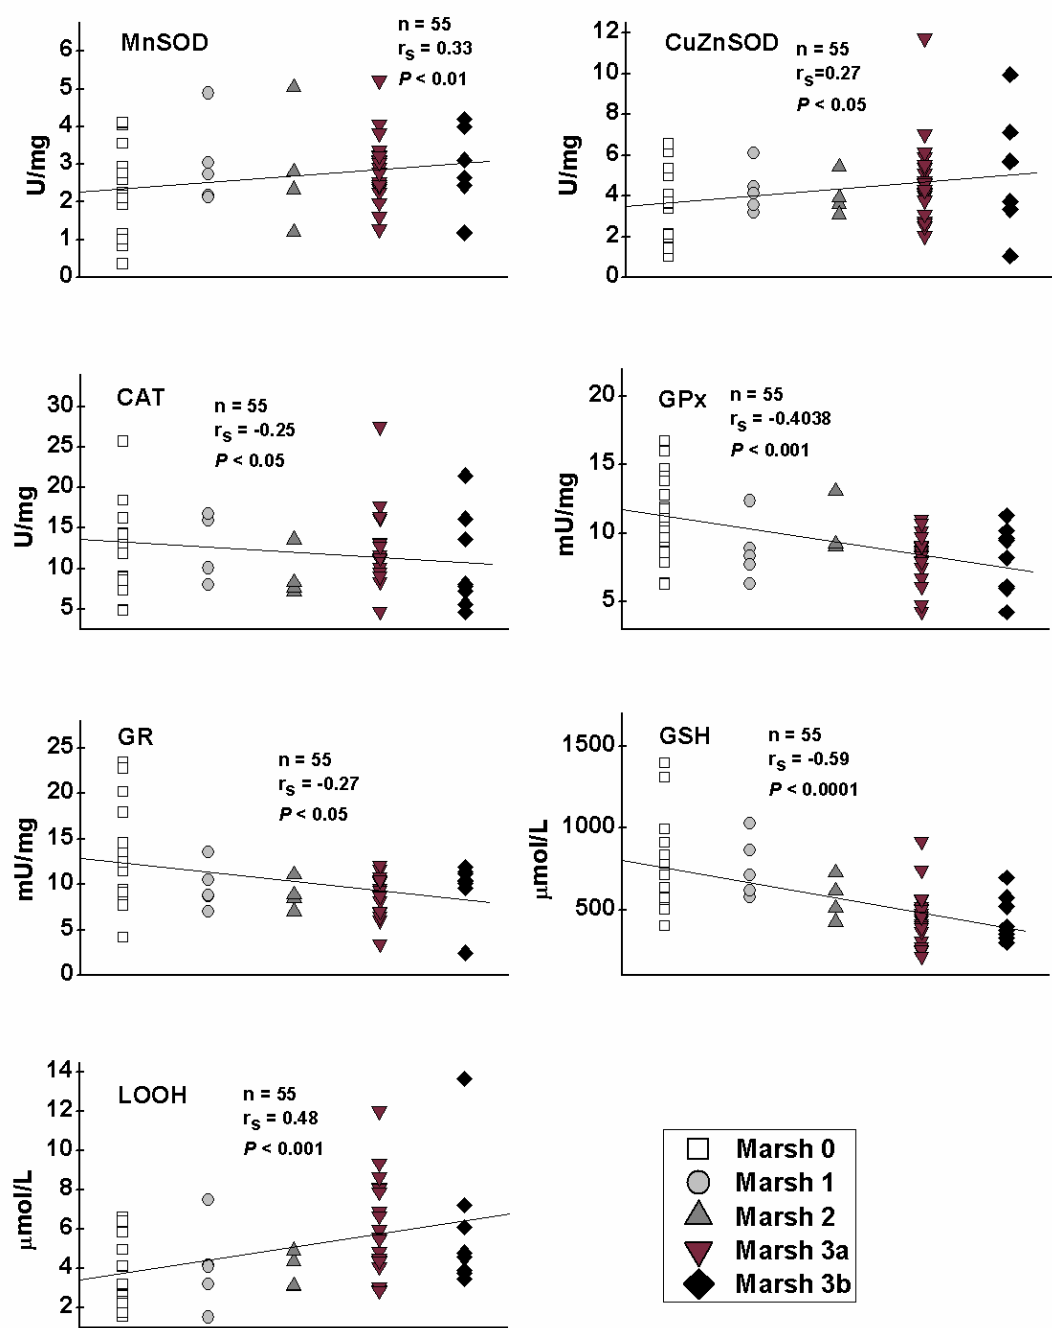 MnSOD
n = 55
rS = 0.33
P < 0.01
6
5
4
3
2
1
0
U/mg
CuZnSOD
n = 55
rS=0.27
P < 0.05
12
10
8
6
4
2
0
U/mg
CAT
n = 55
rS = -0.25
P < 0.05
30
25
20
15
10
5
U/mg
GPx
n = 55
rS = -0.4038
P < 0.001
20
15
10
5
mU/mg
GR
n = 55
rS = -0.27
P < 0.05
25
20
15
10
5
0
mU/mg
GSH
n = 55
rS = -0.59
P < 0.0001
1500
1000
500
μmol/L
LOOH
n = 55
rS = 0.48
P < 0.001
14
12
10
8
6
4
2
μmol/L
Marsh 0
Marsh 1
Marsh 2
Marsh 3a
Marsh 3b